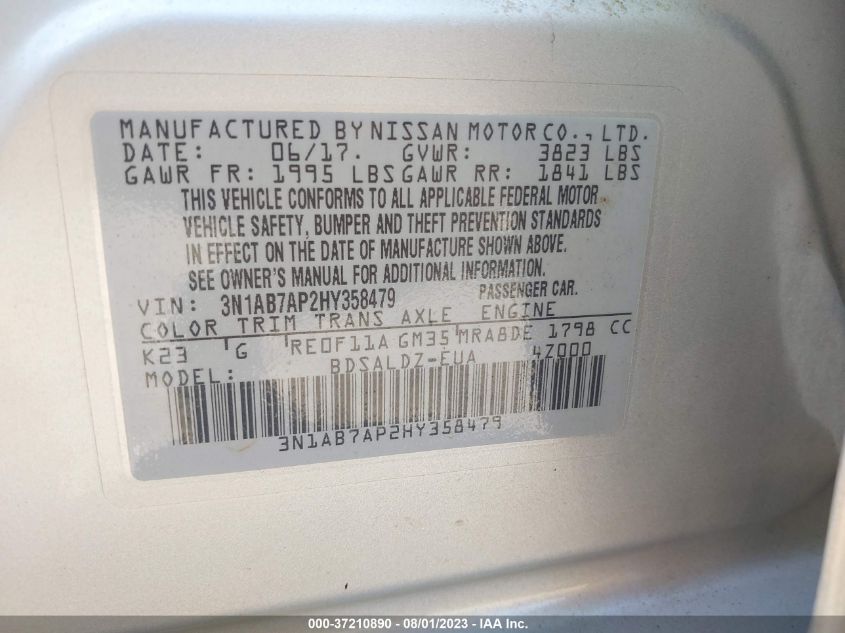 MANUFACTURED BY NISSAN MOTOR CO., LTD.
DATE: 06/17. GVWR: 3823 LBS
GAWR FR: 1995 LBS GAWR RR: 1841 LBS
THIS VEHICLE CONFORMS TO ALL APPLICABLE FEDERAL MOTOR
VEHICLE SAFETY, BUMPER AND THEFT PREVENTION STANDARDS
IN EFFECT ON THE DATE OF MANUFACTURE SHOWN ABOVE.
SEE OWNER'S MANUAL FOR ADDITIONAL INFORMATION.
VIN: 3N1AB7AP2HY358479 PASSENGER CAR.
COLOR TRIM TRANS AXLE ENGINE
K23 G RE0F11A GM35 MRA8DE 1798 CC
MODEL: BDSALDZ-EUA 4Z000
3N1AB7AP2HY358479
000-37210890 - 08/01/2023 - IAA Inc.